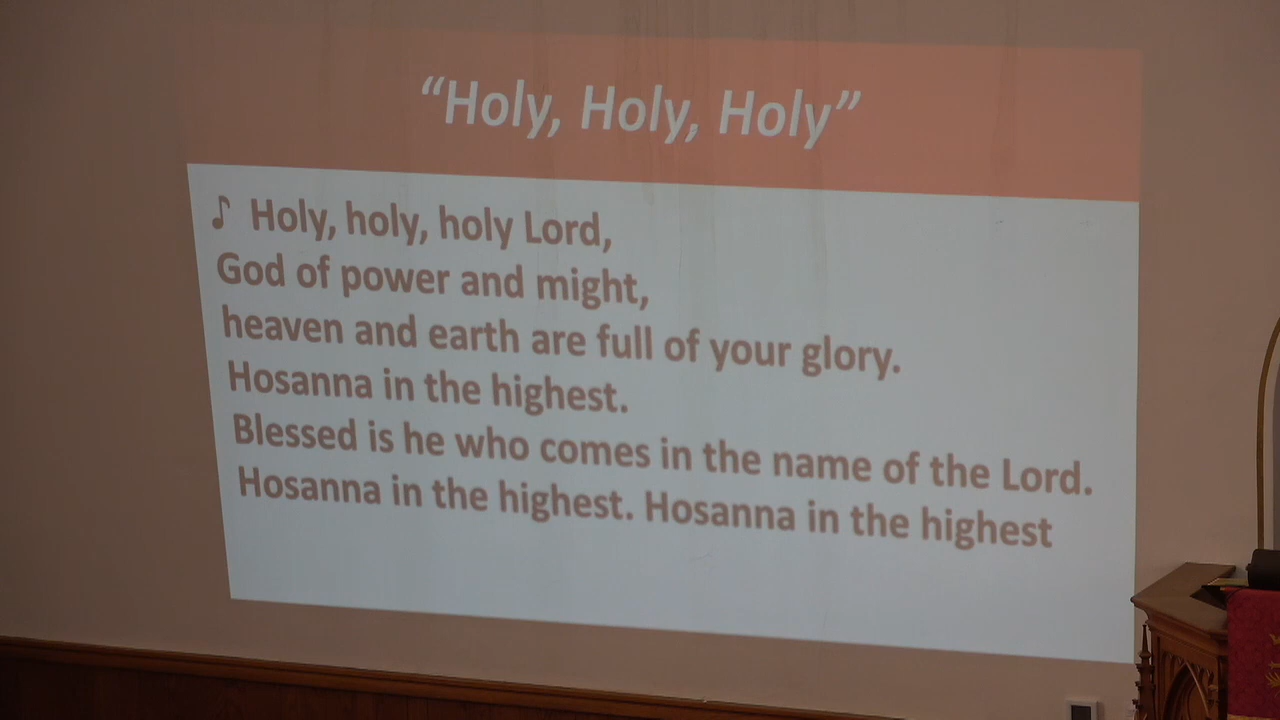 “Holy, Holy, Holy”
♪ Holy, holy, holy Lord,
God of power and might,
heaven and earth are full of your glory.
Hosanna in the highest.
Blessed is he who comes in the name of the Lord.
Hosanna in the highest. Hosanna in the highest